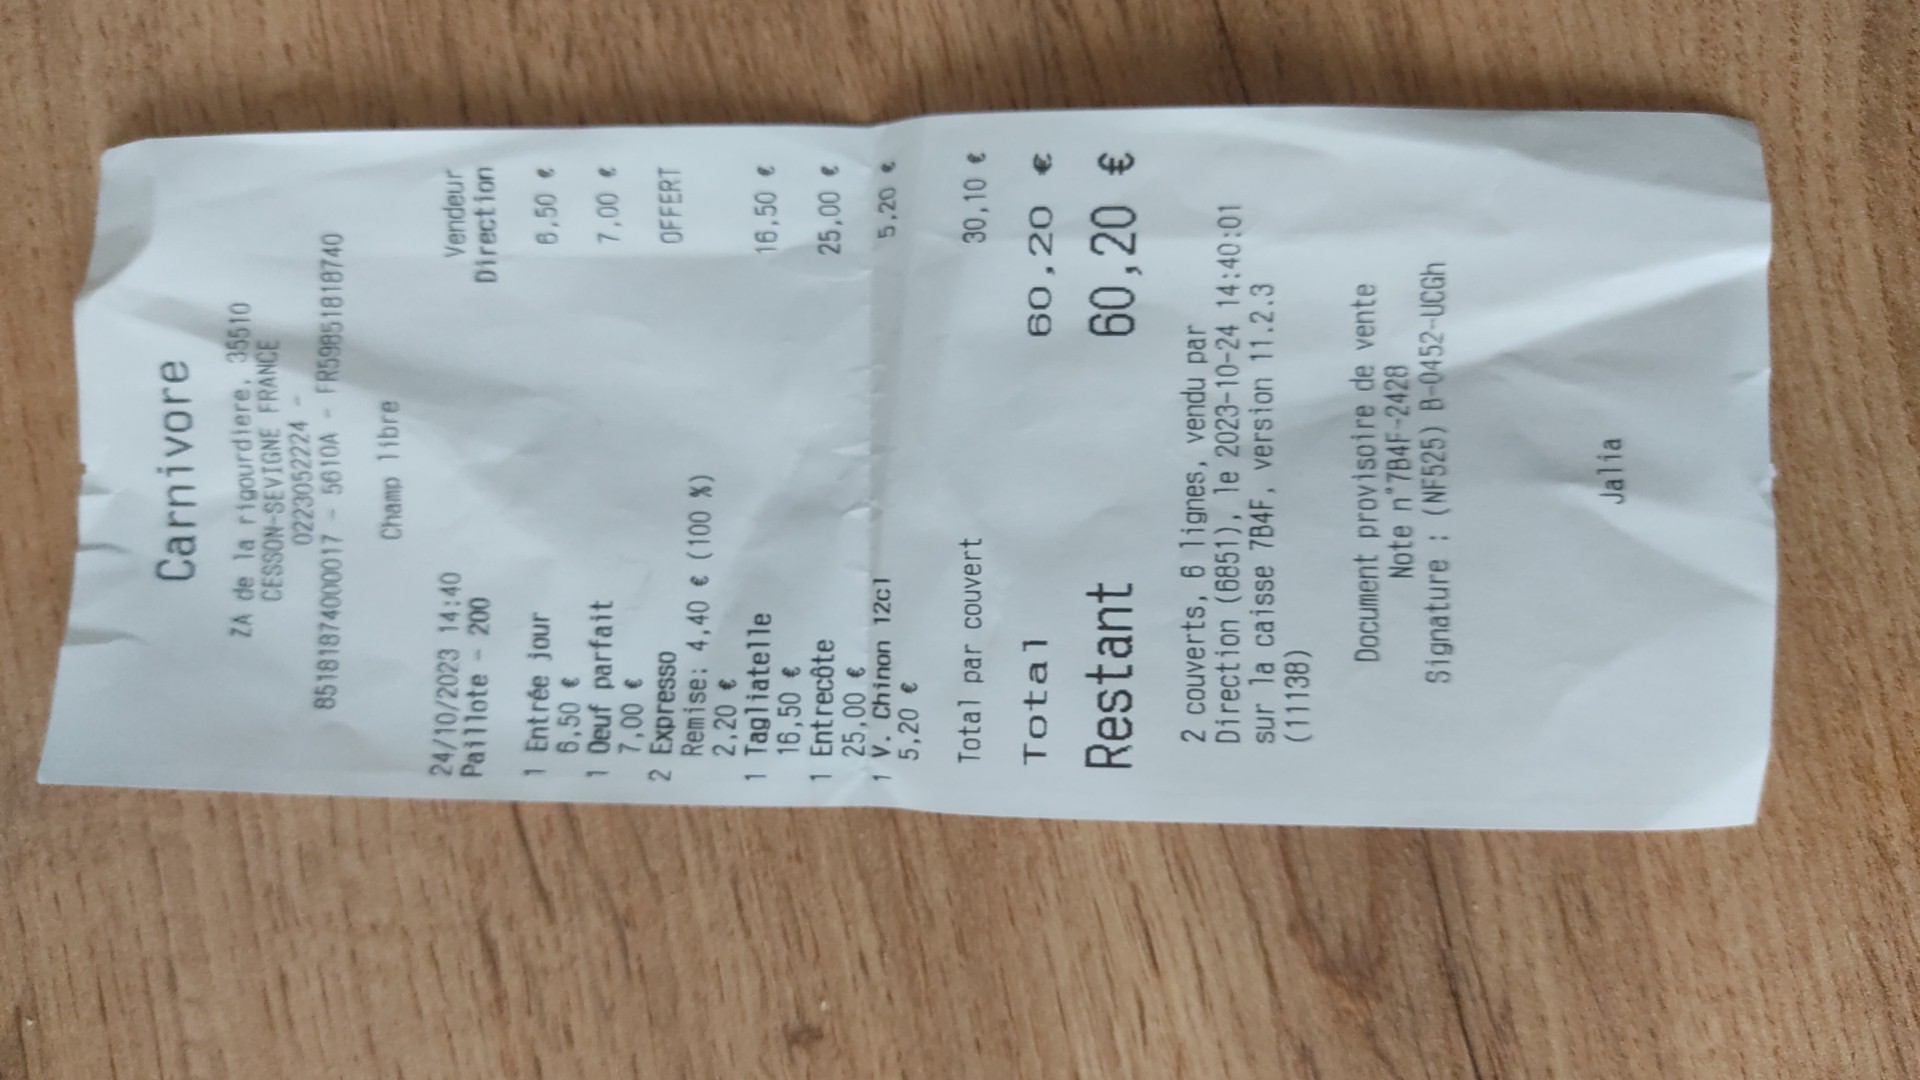 Carnivore
ZA de la rigourdiere, 35510
CESSON-SEVIGNE FRANCE
0223052224 -
85181874000017 - 5610A - FR59851818740
Champ libre
24/10/2023 14:40 Vendeur
Paillote - 200 Direction
1 Entrée jour 6,50 €
6,50 €
1 Oeuf parfait 7,00 €
7,00 €
2 Expresso OFFERT
Remise: 4,40 € (100 %)
2,20 €
1 Tagliatelle 16,50 €
16,50 €
1 Entrecôte 25,00 €
25,00 €
1 V. Chinon 12cl 5,20 €
5,20 €
Total par couvert 30,10 €
Total 60,20 €
Restant 60,20 €
2 couverts, 6 lignes, vendu par
Direction (6851), le 2023-10-24 14:40:01
sur la caisse 7B4F, version 11.2.3
(11138)
Document provisoire de vente
Note n°7B4F-2428
Signature : (NF525) B-0452-UCGh
Jalia